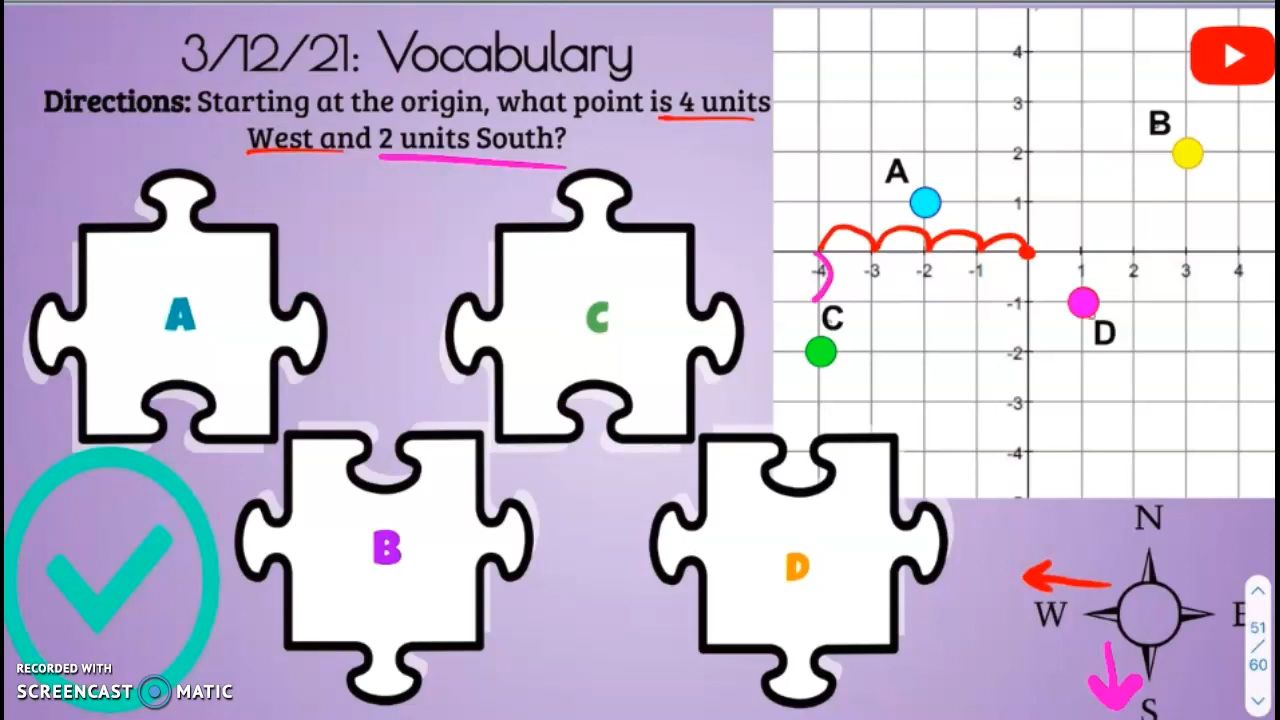 3/12/21: Vocabulary
Directions: Starting at the origin, what point is 4 units
West and 2 units South?
A
C
B
D
4
3
2
1
-4
-3
-2
-1
1
2
3
4
-1
-2
-3
-4
A
B
C
D
N
W
E
S
51
/
60
RECORDED WITH
SCREENCAST MATIC